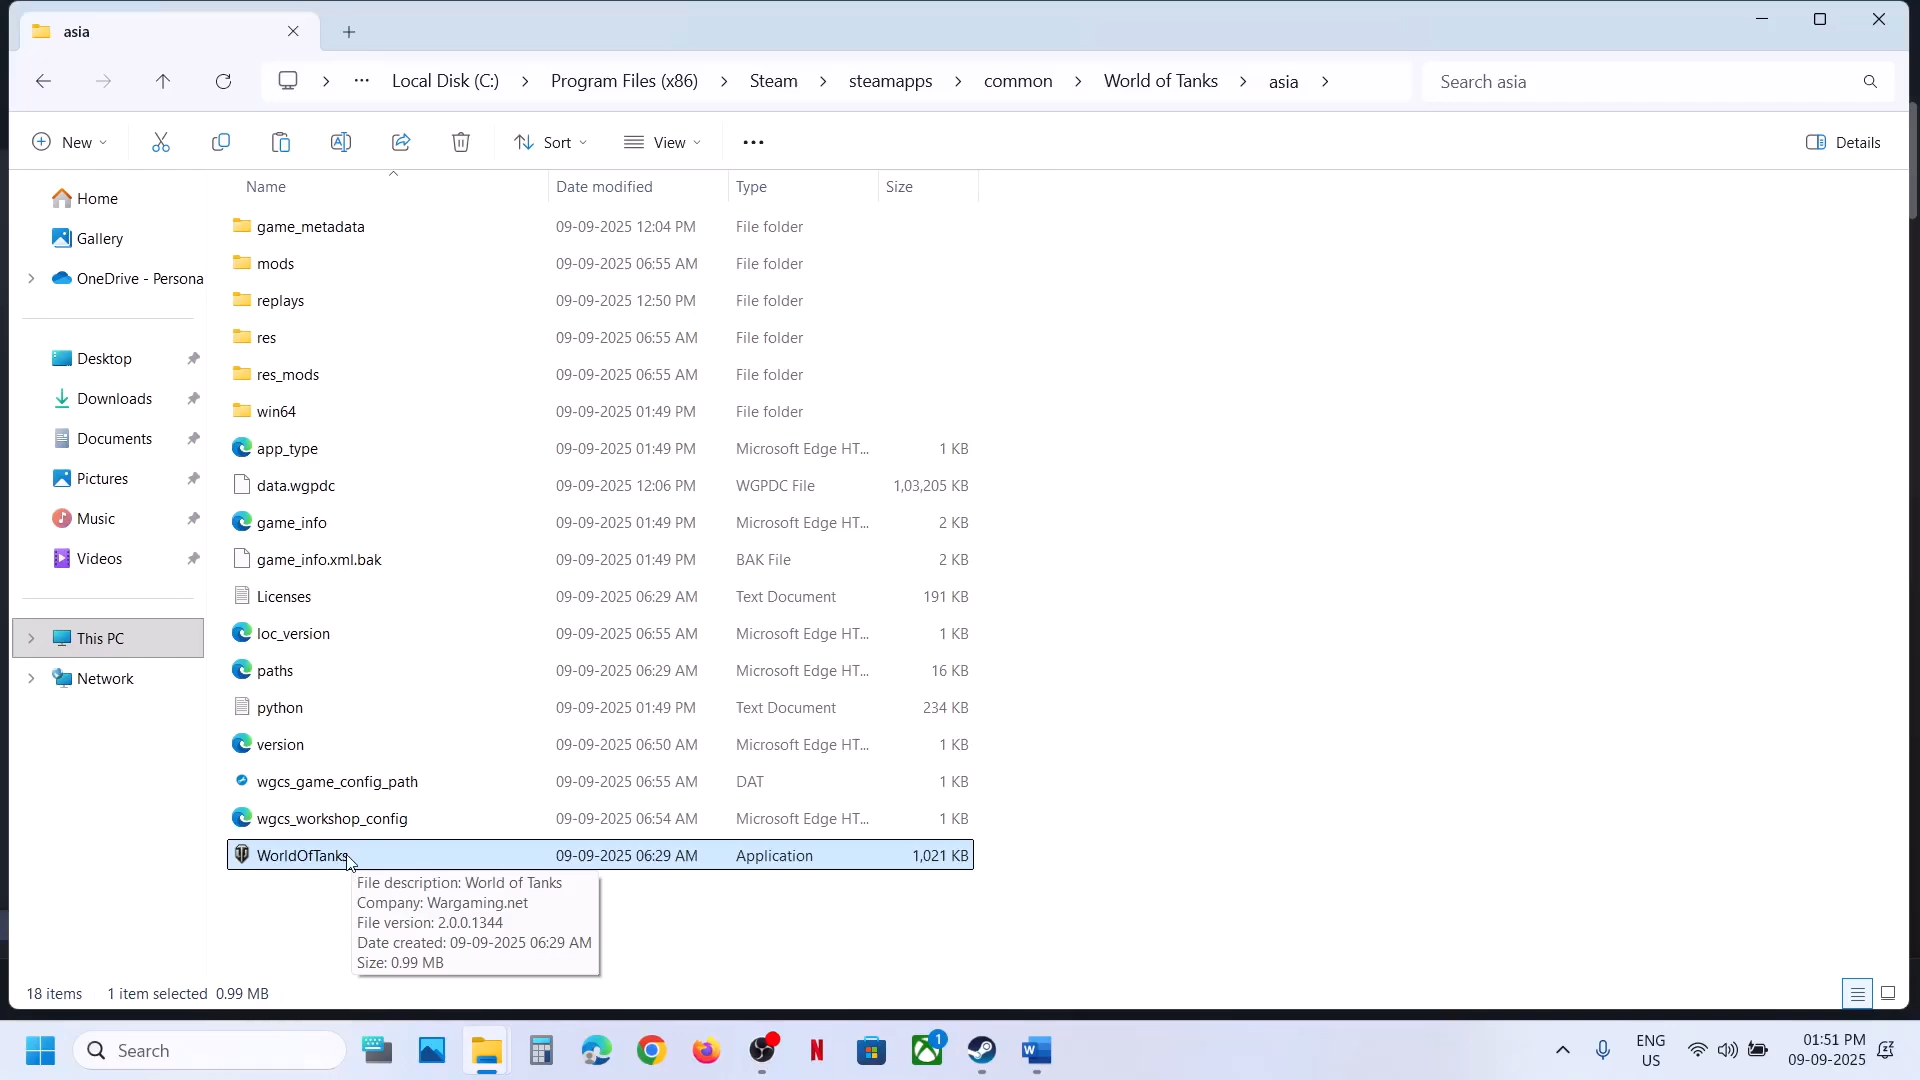 asia
Local Disk (C:) Program Files (x86) Steam steamapps common World of Tanks asia
Search asia
New
Sort
View
Details
Name Date modified Type Size
Home
Gallery
OneDrive - Persona
Desktop
Downloads
Documents
Pictures
Music
Videos
This PC
Network
game_metadata 09-09-2025 12:04 PM File folder
mods 09-09-2025 06:55 AM File folder
replays 09-09-2025 12:50 PM File folder
res 09-09-2025 06:55 AM File folder
res_mods 09-09-2025 06:55 AM File folder
win64 09-09-2025 01:49 PM File folder
app_type 09-09-2025 01:49 PM Microsoft Edge HT... 1 KB
data.wgpdc 09-09-2025 12:06 PM WGPDC File 1,03,205 KB
game_info 09-09-2025 01:49 PM Microsoft Edge HT... 2 KB
game_info.xml.bak 09-09-2025 01:49 PM BAK File 2 KB
Licenses 09-09-2025 06:29 AM Text Document 191 KB
loc_version 09-09-2025 06:55 AM Microsoft Edge HT... 1 KB
paths 09-09-2025 06:29 AM Microsoft Edge HT... 16 KB
python 09-09-2025 01:49 PM Text Document 234 KB
version 09-09-2025 06:50 AM Microsoft Edge HT... 1 KB
wgcs_game_config_path 09-09-2025 06:55 AM DAT 1 KB
wgcs_workshop_config 09-09-2025 06:54 AM Microsoft Edge HT... 1 KB
WorldOfTanks 09-09-2025 06:29 AM Application 1,021 KB
File description: World of Tanks
Company: Wargaming.net
File version: 2.0.0.1344
Date created: 09-09-2025 06:29 AM
Size: 0.99 MB
18 items 1 item selected 0.99 MB
Search
1
ENG
US
01:51 PM
09-09-2025